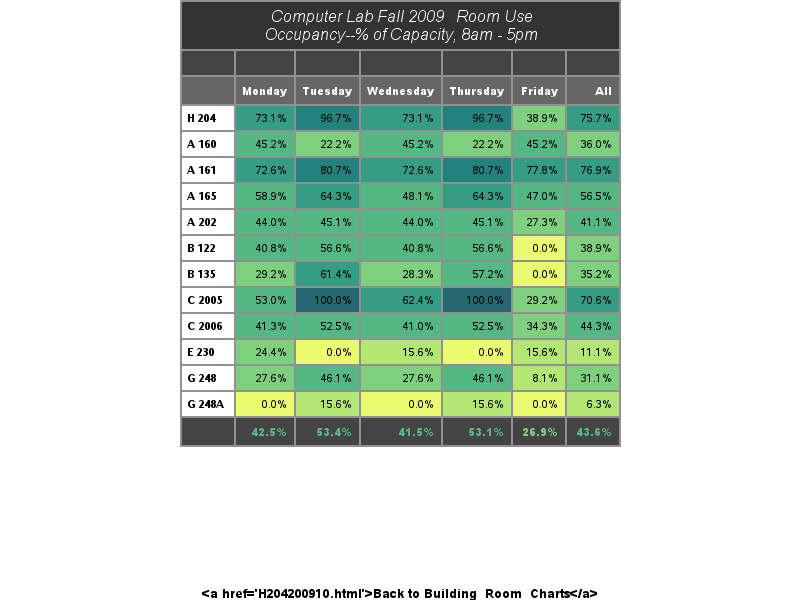 Computer Lab Fall 2009 Room Use
Occupancy--% of Capacity, 8am - 5pm
Monday Tuesday Wednesday Thursday Friday All
H 204 73.1% 96.7% 73.1% 96.7% 38.9% 75.7%
A 160 45.2% 22.2% 45.2% 22.2% 45.2% 36.0%
A 161 72.6% 80.7% 72.6% 80.7% 77.8% 76.9%
A 165 58.9% 64.3% 48.1% 64.3% 47.0% 56.5%
A 202 44.0% 45.1% 44.0% 45.1% 27.3% 41.1%
B 122 40.8% 56.6% 40.8% 56.6% 0.0% 38.9%
B 135 29.2% 61.4% 28.3% 57.2% 0.0% 35.2%
C 2005 53.0% 100.0% 62.4% 100.0% 29.2% 70.6%
C 2006 41.3% 52.5% 41.0% 52.5% 34.3% 44.3%
E 230 24.4% 0.0% 15.6% 0.0% 15.6% 11.1%
G 248 27.6% 46.1% 27.6% 46.1% 8.1% 31.1%
G 248A 0.0% 15.6% 0.0% 15.6% 0.0% 6.3%
42.5% 53.4% 41.5% 53.1% 26.9% 43.6%
<a href='H204200910.html'>Back to Building Room Charts</a>